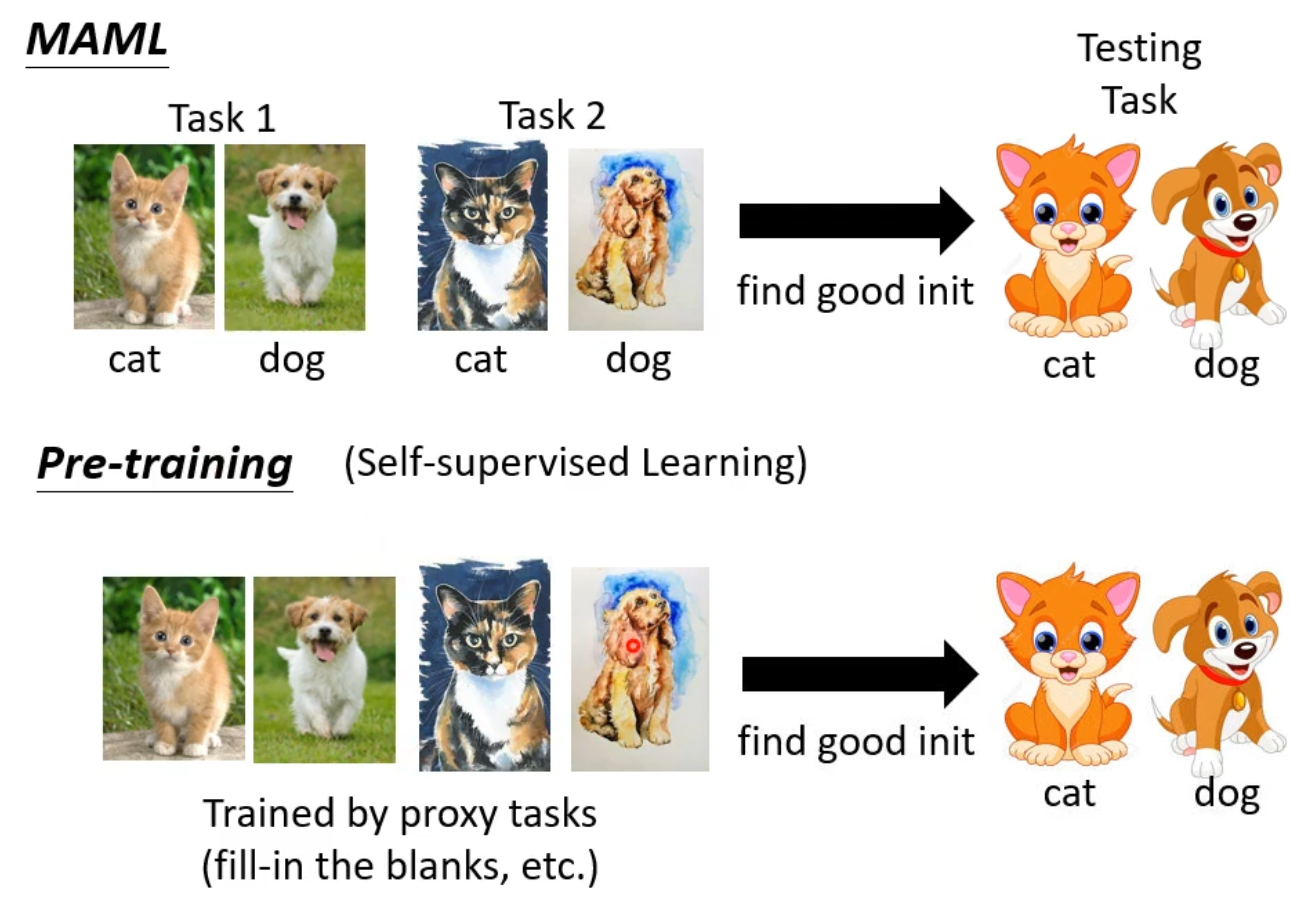 MAML
Testing
Task
Task 1
Task 2
find good init
cat
dog
cat
dog
cat
dog
Pre-training
(Self-supervised Learning)
find good init
cat
dog
Trained by proxy tasks
(fill-in the blanks, etc.)